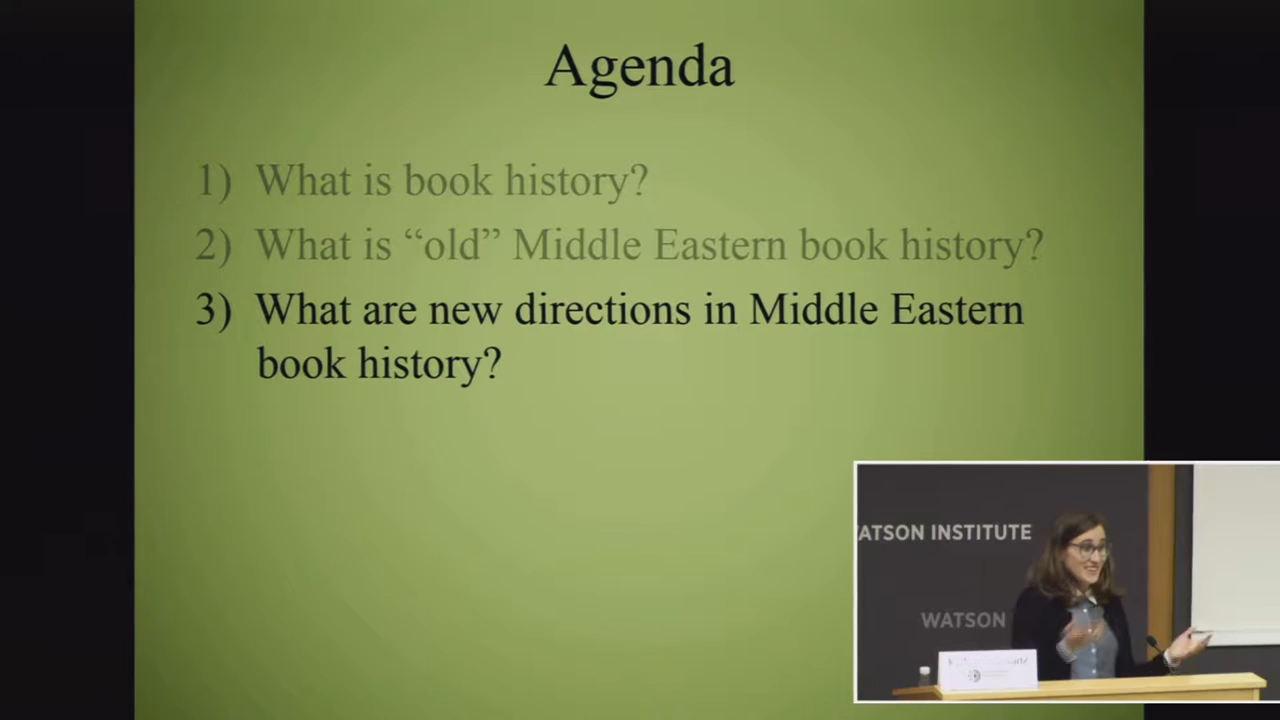 Agenda
1) What is book history?
2) What is “old” Middle Eastern book history?
3) What are new directions in Middle Eastern
book history?
ATSON INSTITUTE
WATSON